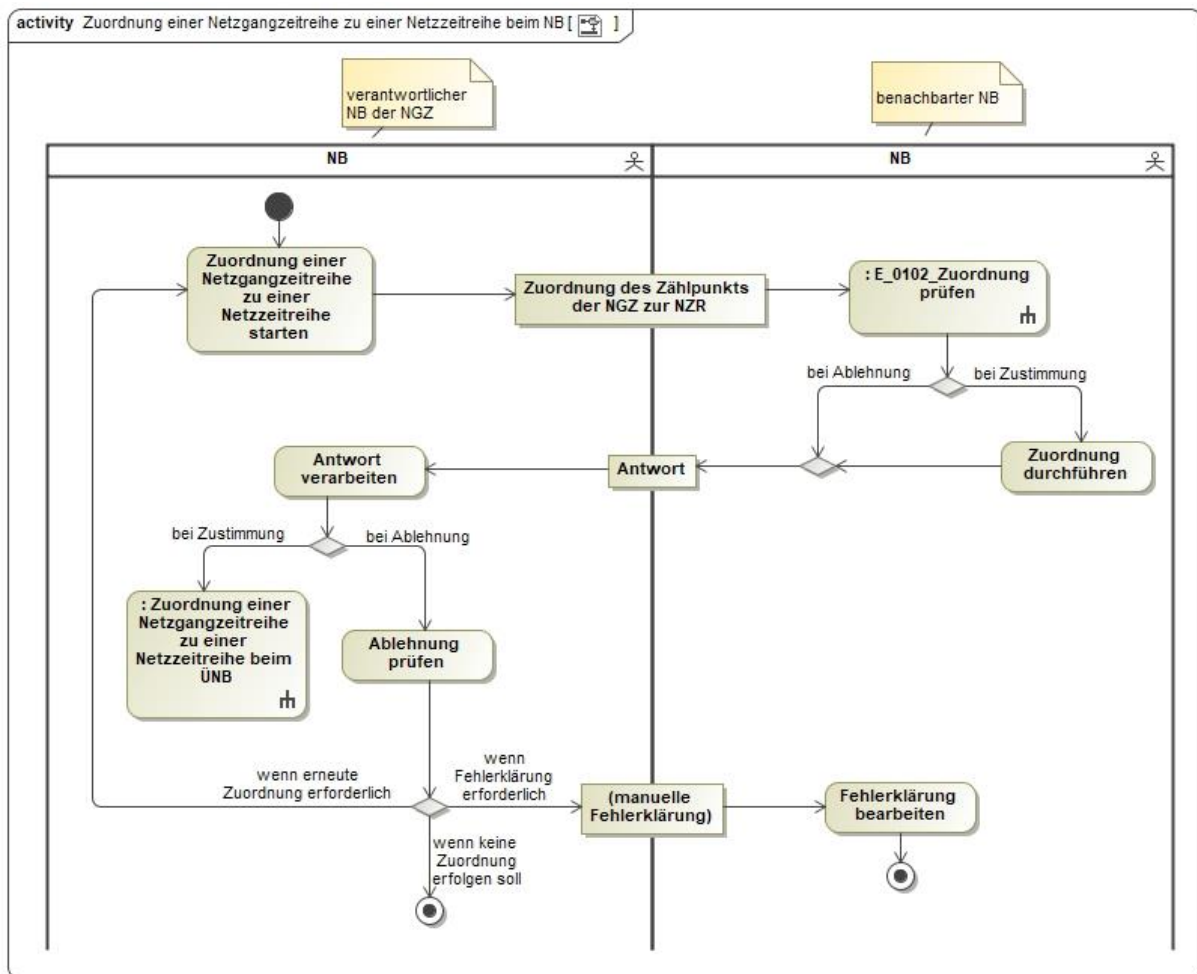 activity Zuordnung einer Netzgangzeitreihe zu einer Netzzeitreihe beim NB [ ]
verantwortlicher
NB der NGZ
benachbarter NB
NB
NB
Zuordnung einer
Netzgangzeitreihe
zu einer
Netzzeitreihe
starten
Zuordnung des Zählpunkts
der NGZ zur NZR
: E_0102_Zuordnung
prüfen
bei Ablehnung
bei Zustimmung
Antwort
verarbeiten
Antwort
Zuordnung
durchführen
bei Zustimmung
bei Ablehnung
: Zuordnung einer
Netzgangzeitreihe
zu einer
Netzzeitreihe beim
ÜNB
Ablehnung
prüfen
wenn erneute
Zuordnung erforderlich
wenn
Fehlerklärung
erforderlich
(manuelle
Fehlerklärung)
Fehlerklärung
bearbeiten
wenn keine
Zuordnung
erfolgen soll